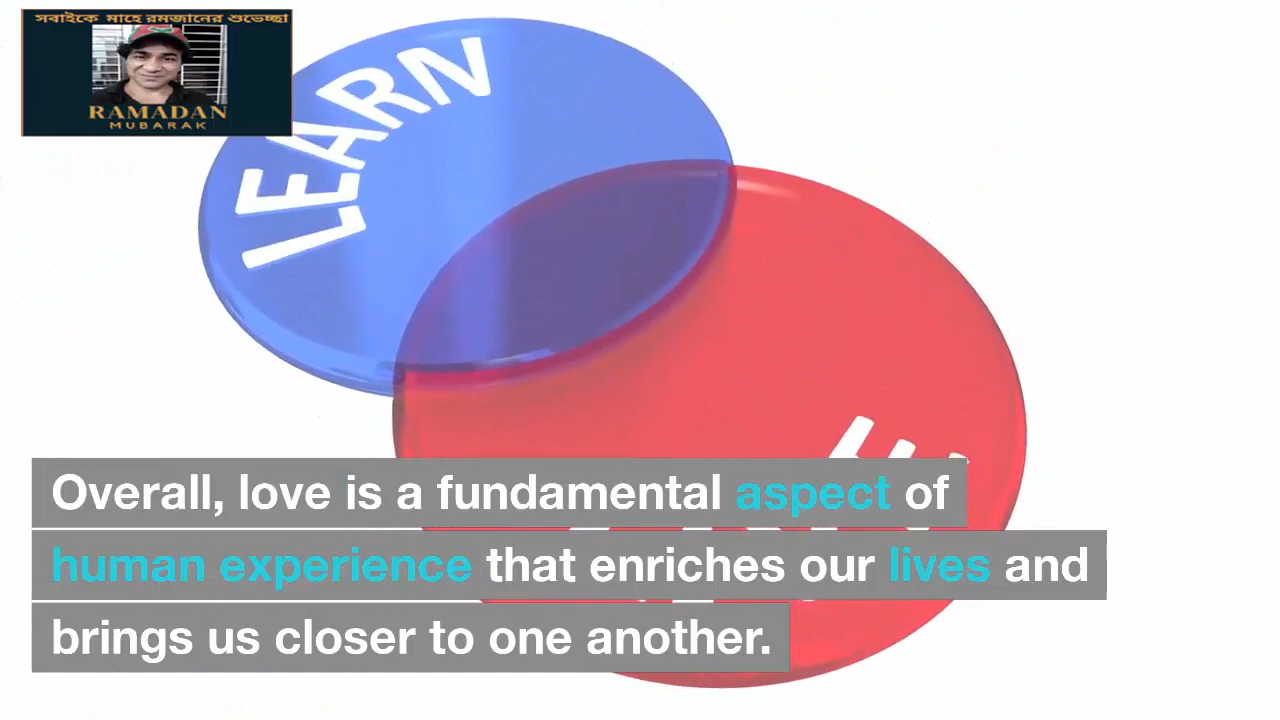 সবাইকে মাহে রমজানের শুভেচ্ছা
RAMADAN
MUBARAK
LEARN
Overall, love is a fundamental aspect of
human experience that enriches our lives and
brings us closer to one another.